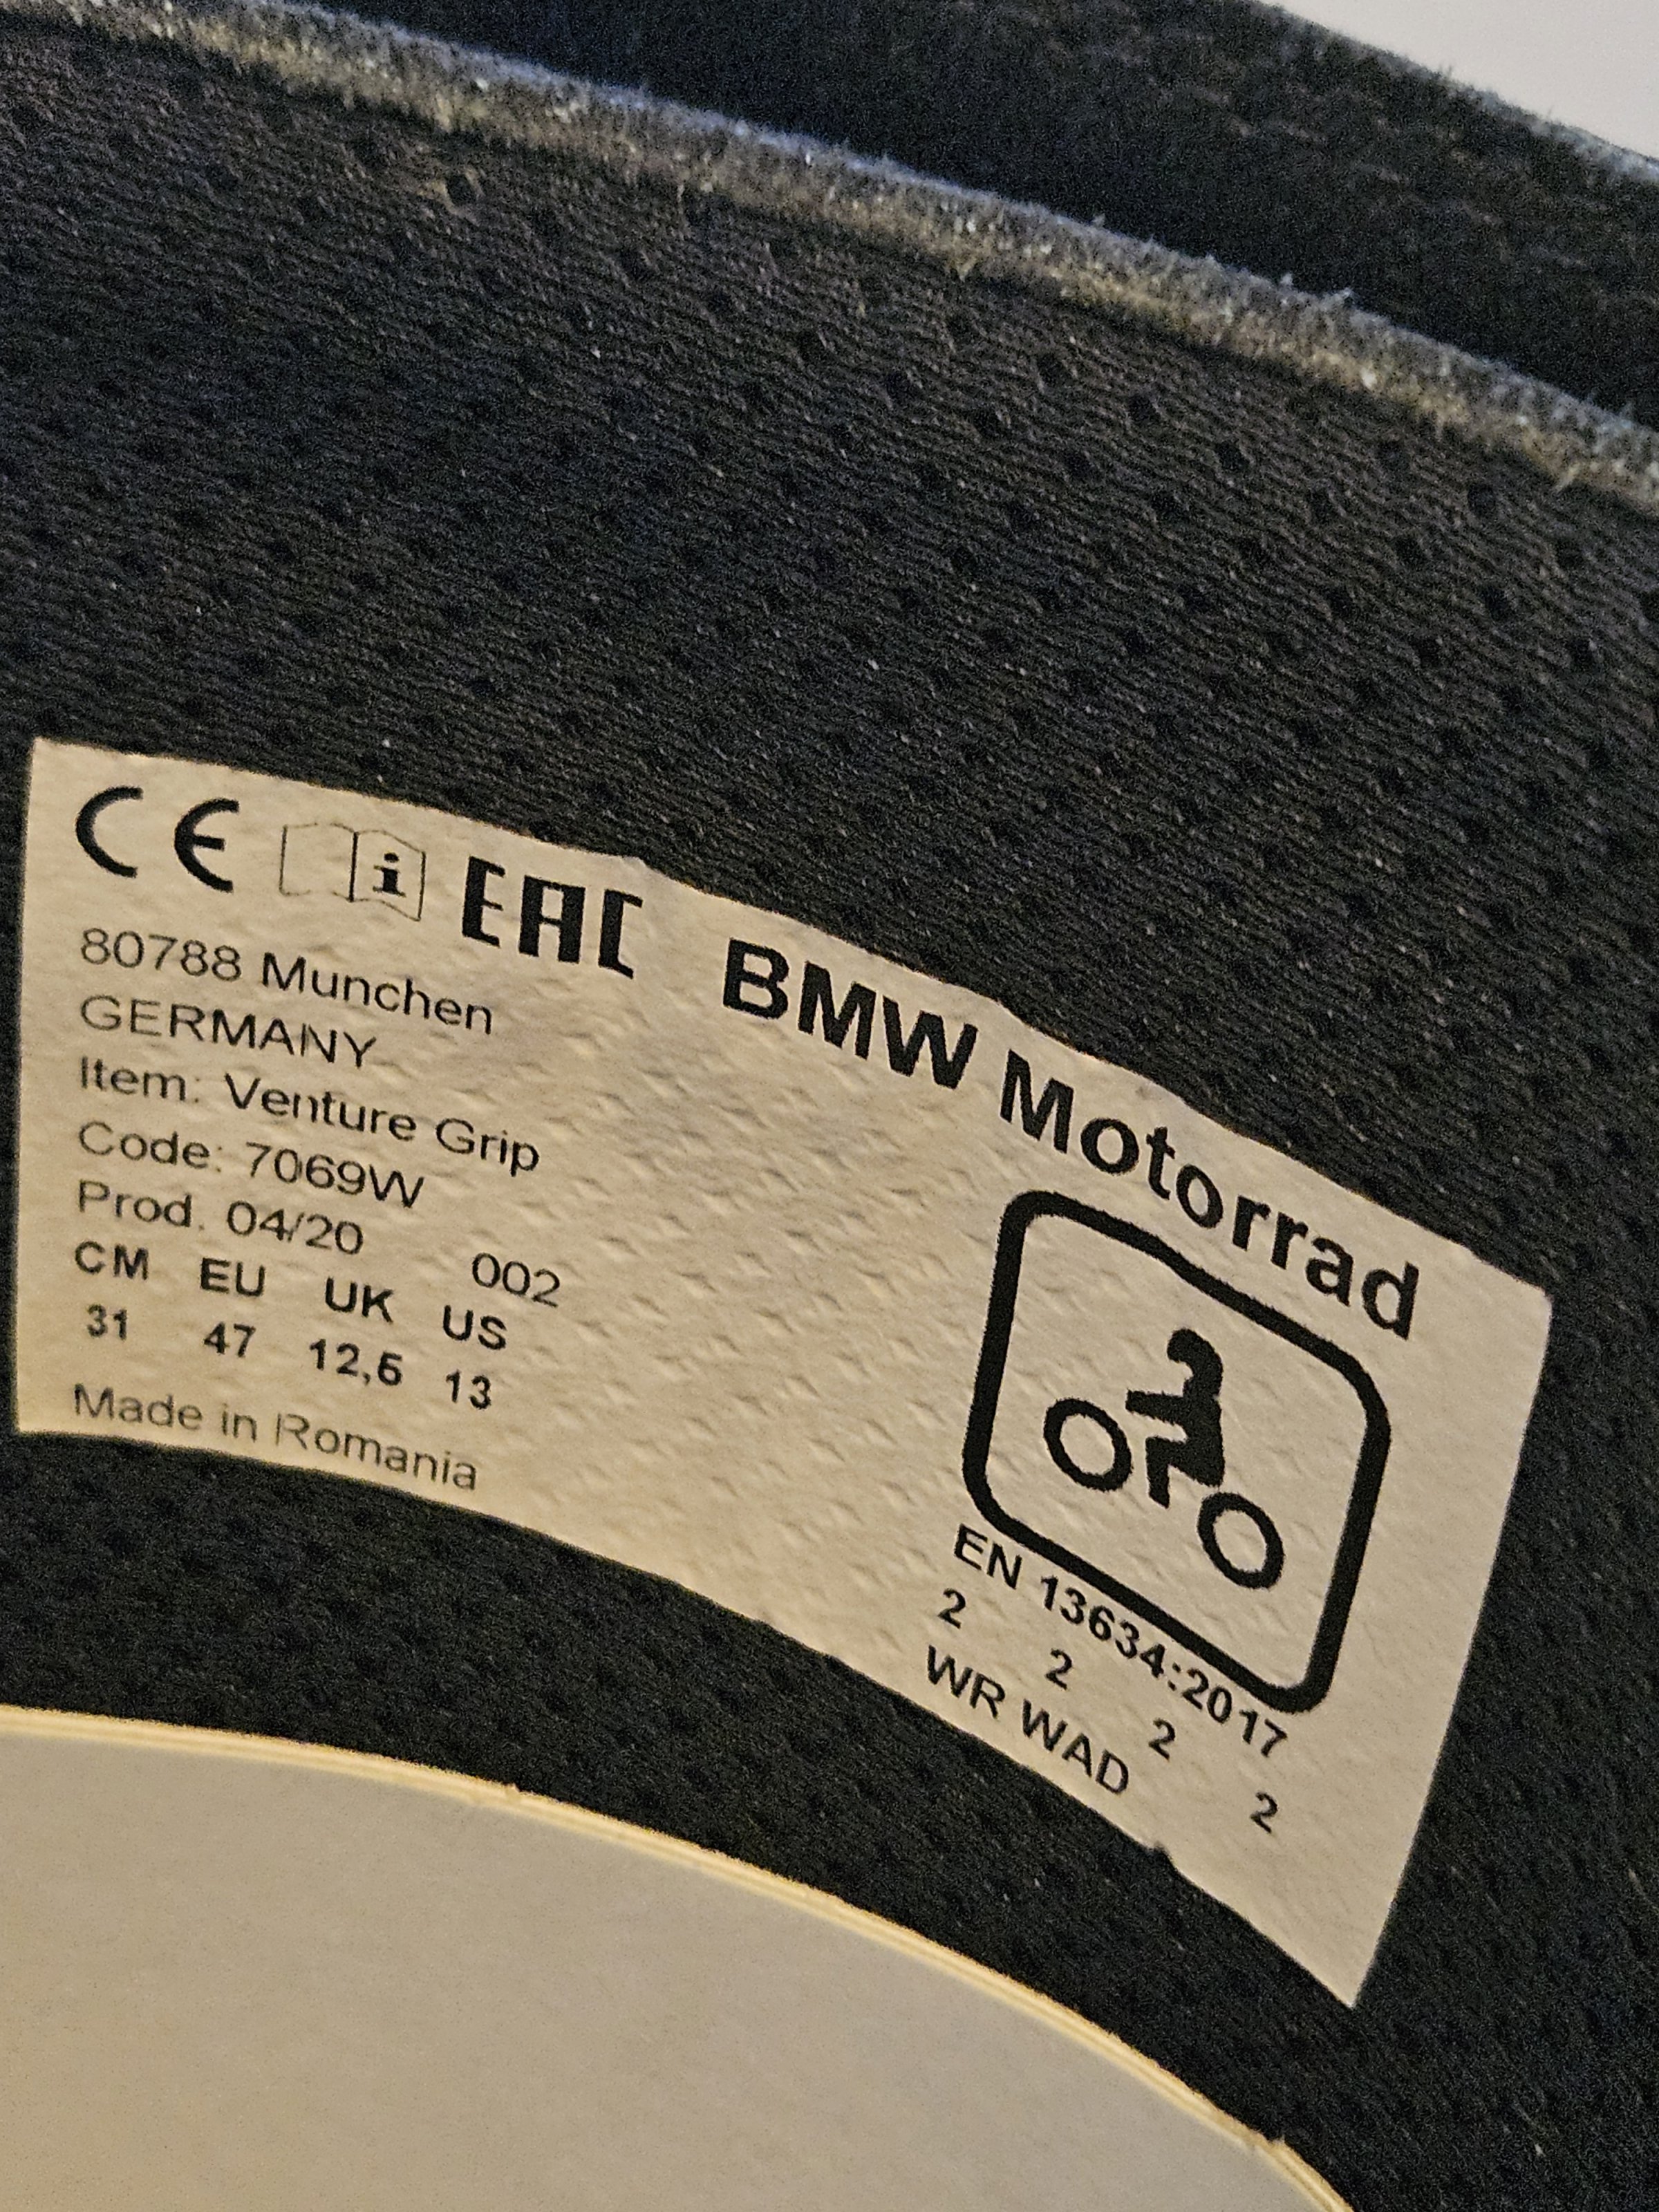 CE i EAC BMW Motorrad
80788 Munchen
GERMANY
Item: Venture Grip
Code: 7069W
Prod. 04/20 002
CM EU UK US
31 47 12,5 13
Made in Romania
EN 13634:2017
2 2 2 2
WR WAD